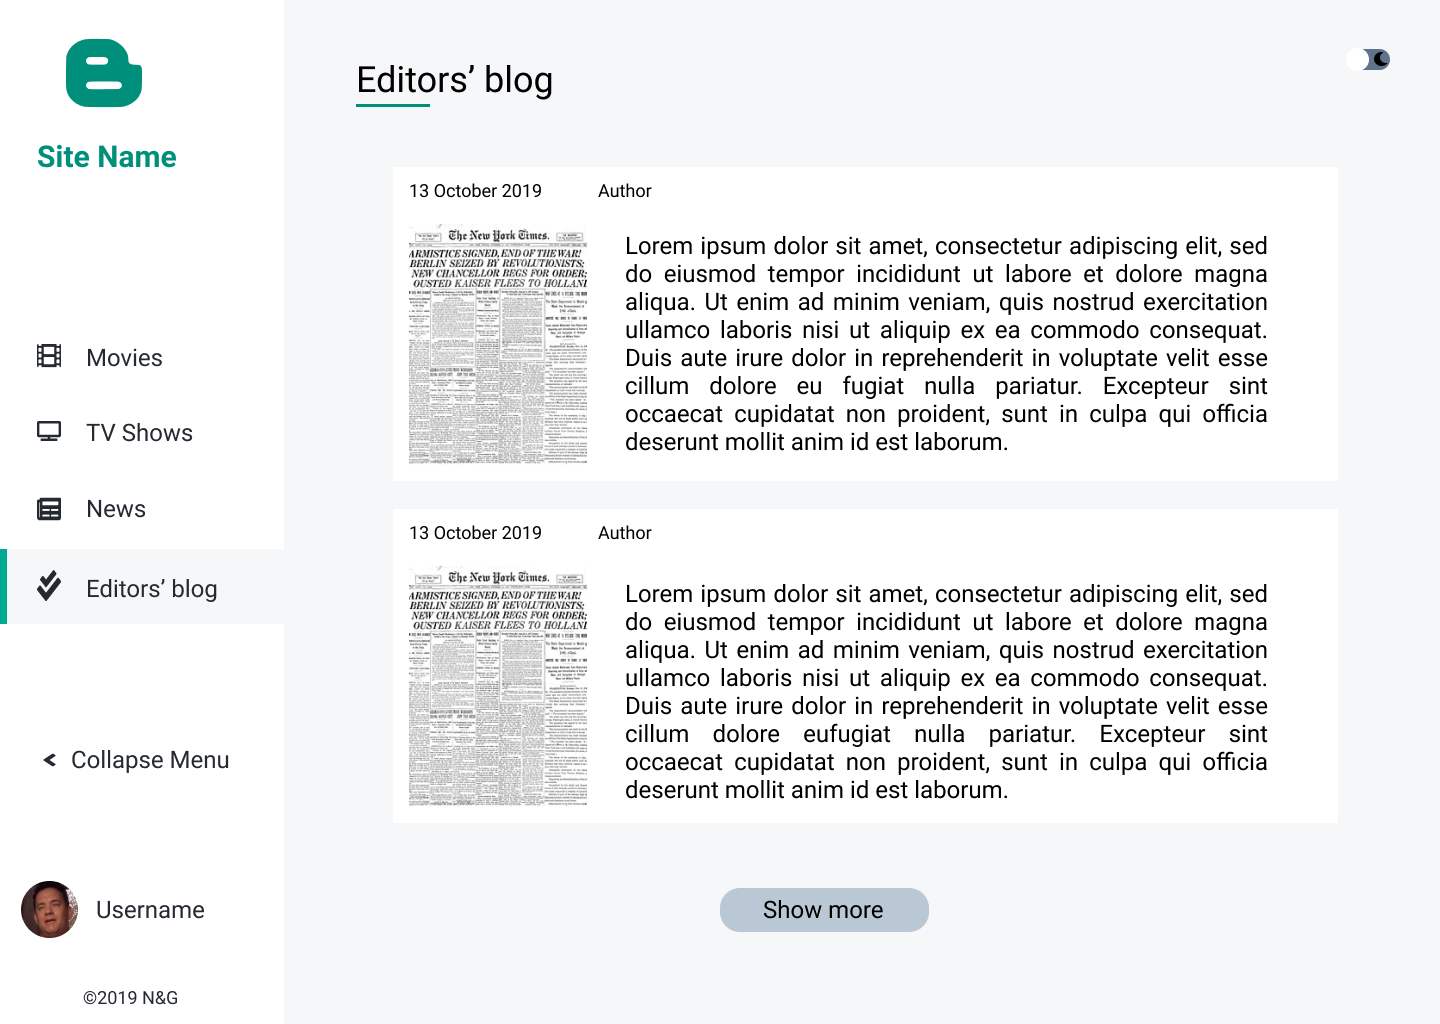 Site Name
Movies
TV Shows
News
Editors’ blog
Collapse Menu
Username
©2019 N&G
Editors’ blog
13 October 2019 Author
The New York Times.
ARMISTICE SIGNED, END OF THE WAR!
BERLIN SEIZED BY REVOLUTIONISTS;
NEW CHANCELLOR BEGS FOR ORDER;
OUSTED KAISER FLEES TO HOLLAND
Lorem ipsum dolor sit amet, consectetur adipiscing elit, sed
do eiusmod tempor incididunt ut labore et dolore magna
aliqua. Ut enim ad minim veniam, quis nostrud exercitation
ullamco laboris nisi ut aliquip ex ea commodo consequat.
Duis aute irure dolor in reprehenderit in voluptate velit esse
cillum dolore eu fugiat nulla pariatur. Excepteur sint
occaecat cupidatat non proident, sunt in culpa qui officia
deserunt mollit anim id est laborum.
13 October 2019 Author
The New York Times.
ARMISTICE SIGNED, END OF THE WAR!
BERLIN SEIZED BY REVOLUTIONISTS;
NEW CHANCELLOR BEGS FOR ORDER;
OUSTED KAISER FLEES TO HOLLAND
Lorem ipsum dolor sit amet, consectetur adipiscing elit, sed
do eiusmod tempor incididunt ut labore et dolore magna
aliqua. Ut enim ad minim veniam, quis nostrud exercitation
ullamco laboris nisi ut aliquip ex ea commodo consequat.
Duis aute irure dolor in reprehenderit in voluptate velit esse
cillum dolore eufugiat nulla pariatur. Excepteur sint
occaecat cupidatat non proident, sunt in culpa qui officia
deserunt mollit anim id est laborum.
Show more